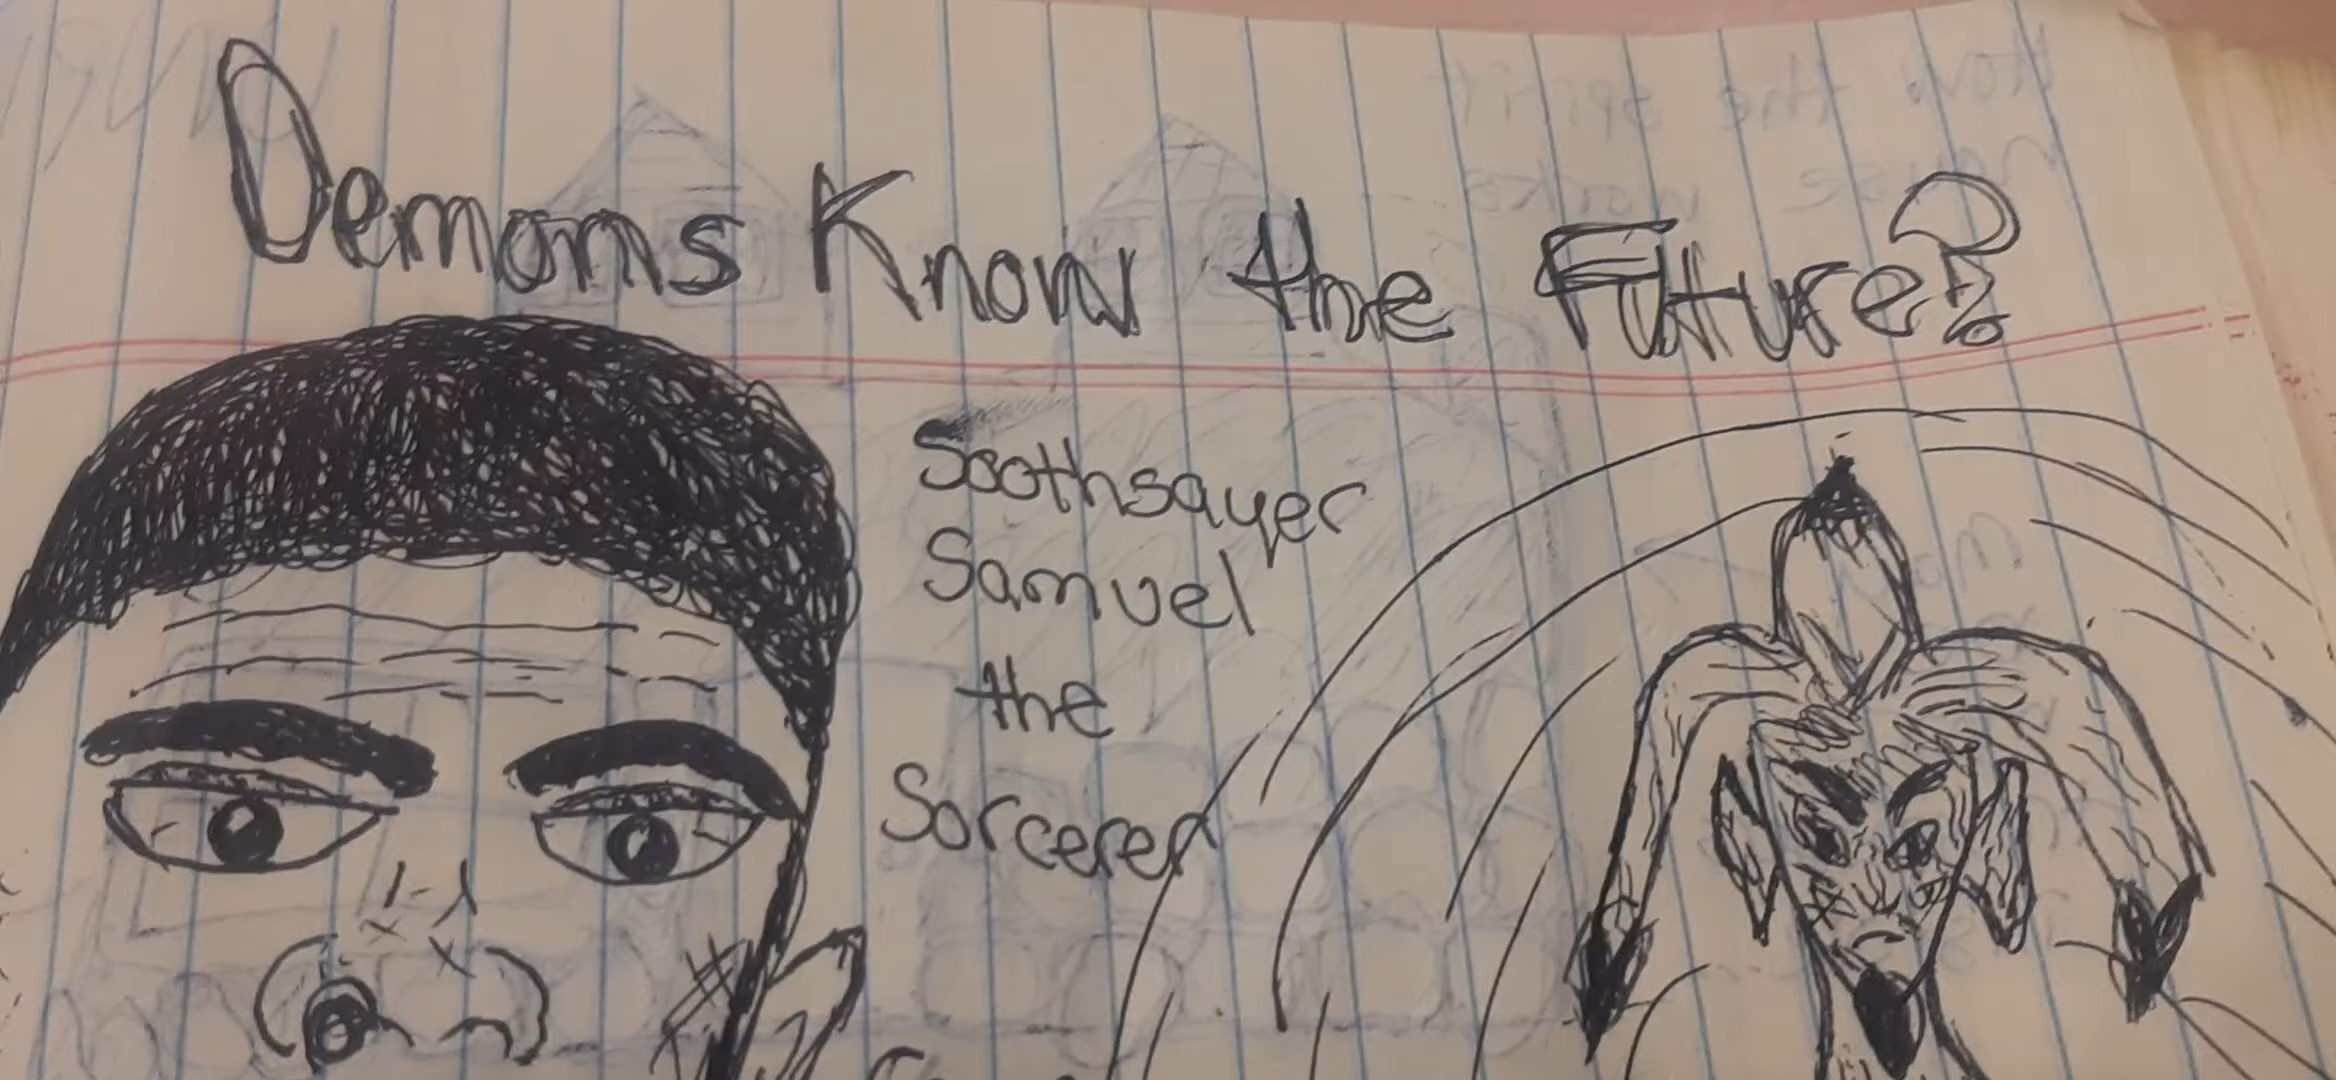 Demons Know the Future?
Soothsayer
Samuel
the
Sorcerer